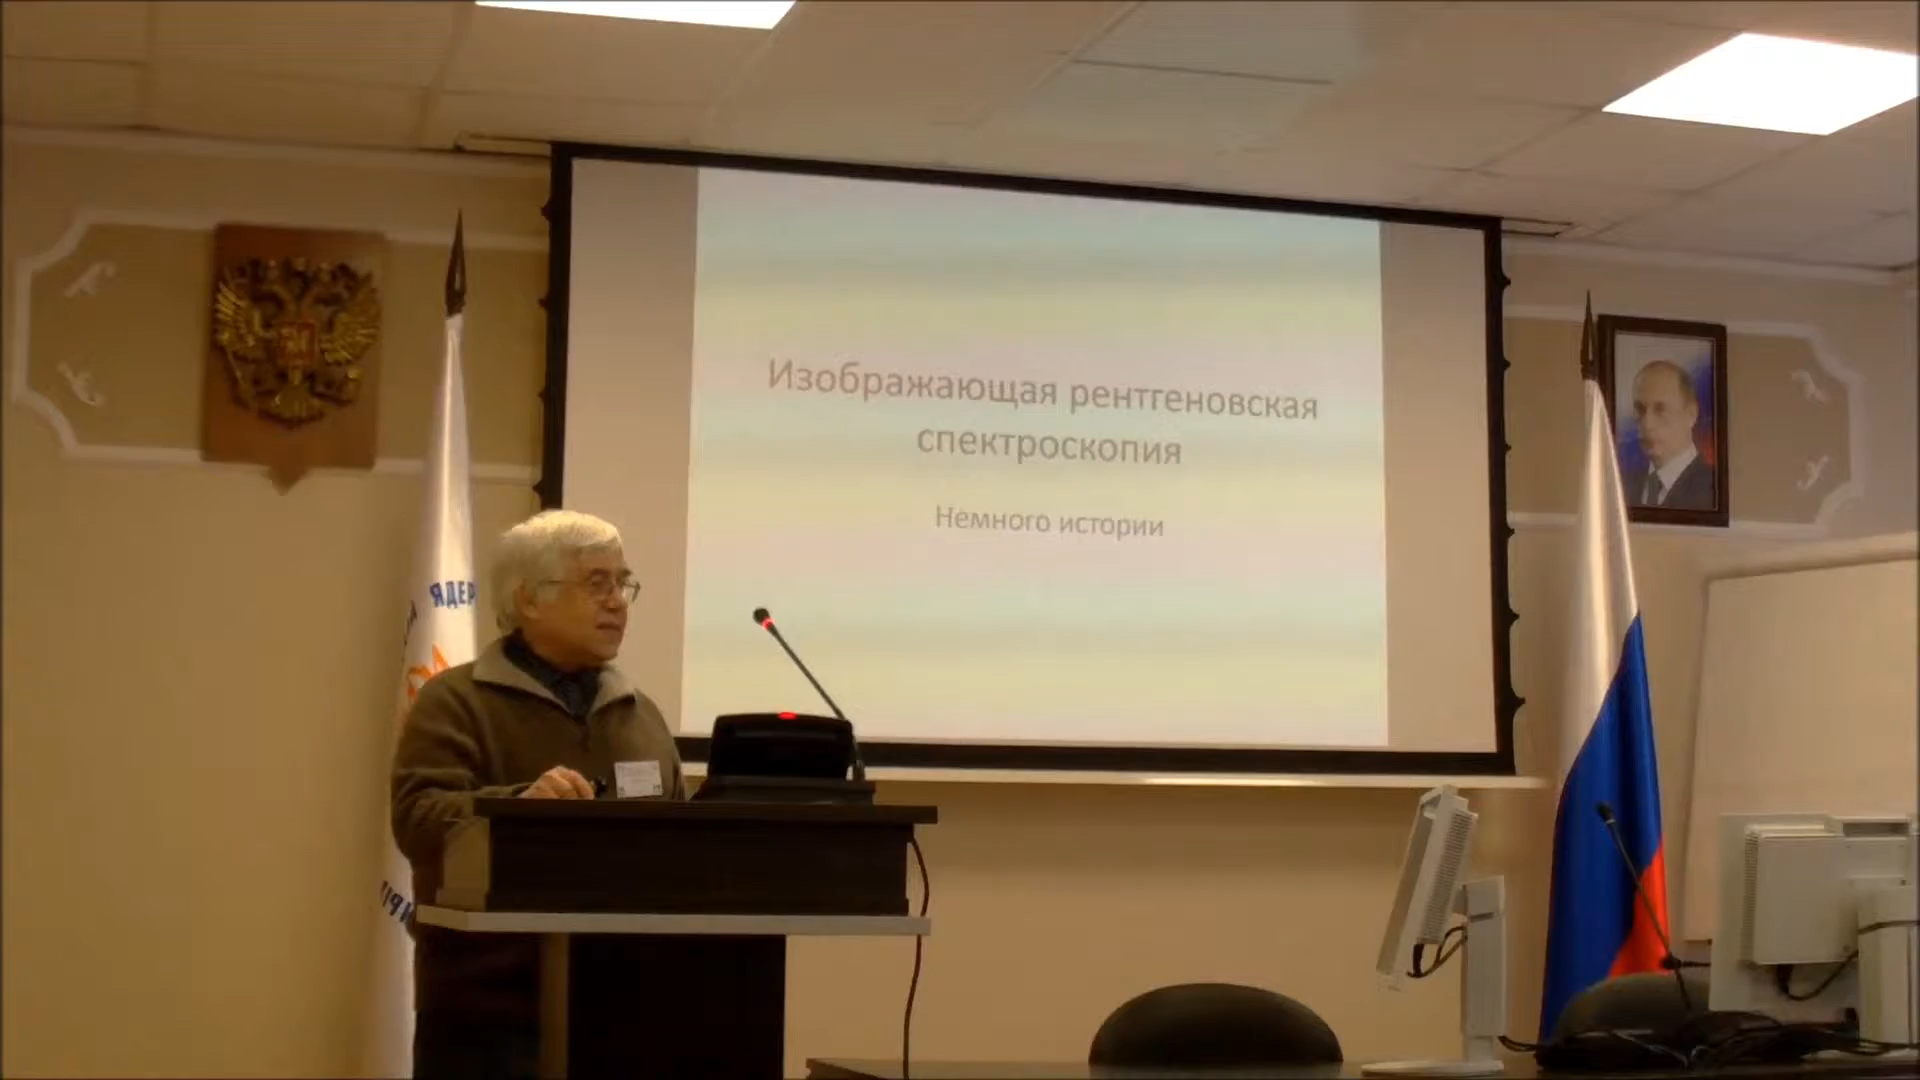 Изображающая рентгеновская
спектроскопия
Немного истории
ЯДЕР